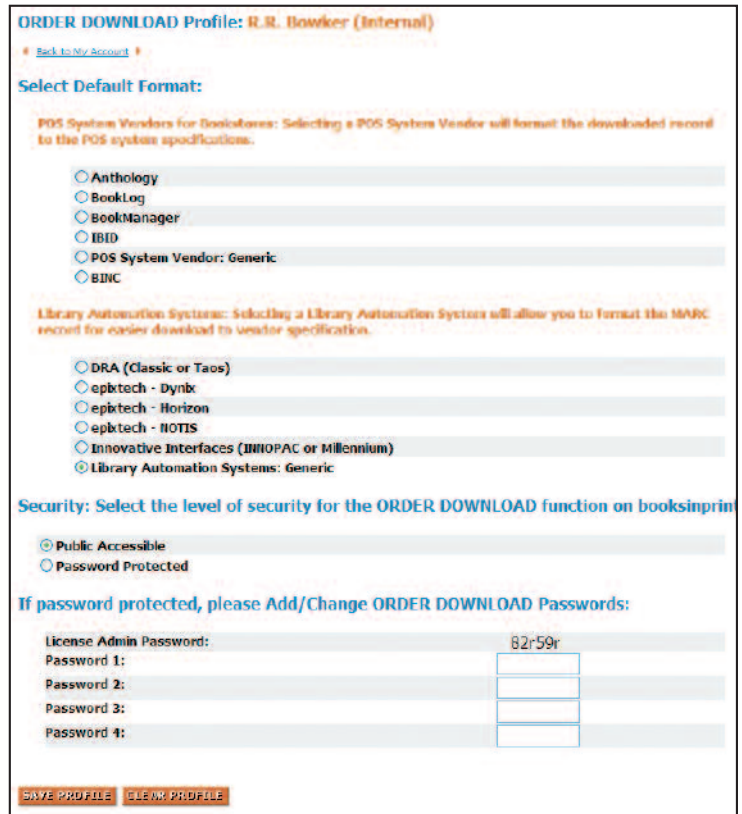 ORDER DOWNLOAD Profile: R.R. Bowker (Internal)
Back to My Account
Select Default Format:
POS System Vendors for Bookstores: Selecting a POS System Vendor will format the downloaded record
to the POS system specifications.
Anthology
BookLog
BookManager
IBID
POS System Vendor: Generic
BINC
Library Automation Systems: Selecting a Library Automation System will allow you to format the MARC
record for easier download to vendor specification.
DRA (Classic or Taos)
epixtech - Dynix
epixtech - Horizon
epixtech - NOTIS
Innovative Interfaces (INNOPAC or Millennium)
Library Automation Systems: Generic
Security: Select the level of security for the ORDER DOWNLOAD function on booksinprint
Public Accessible
Password Protected
If password protected, please Add/Change ORDER DOWNLOAD Passwords:
License Admin Password: 82r59r
Password 1:
Password 2:
Password 3:
Password 4:
SAVE PROFILE CLEAR PROFILE